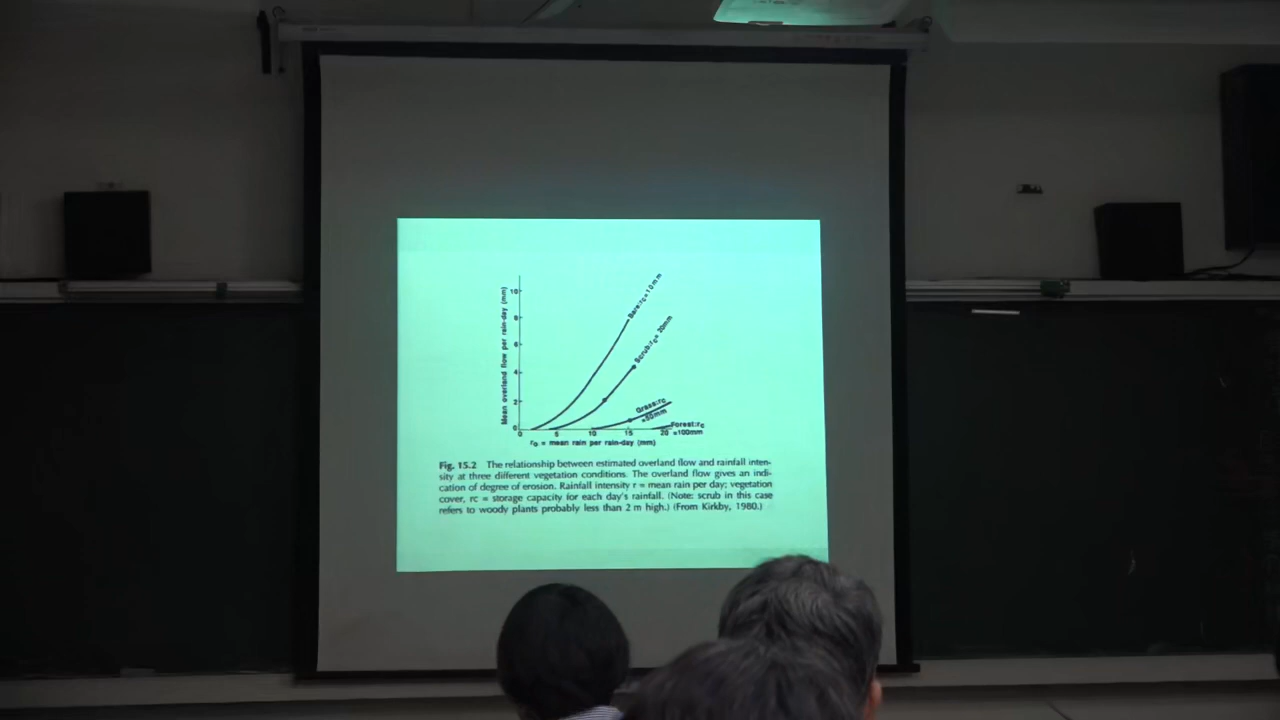 Mean overland flow per rain-day (mm)
10
8
6
4
2
0
Bare:rc=10mm
Scrub:rc= 20mm
Grass:rc
=50mm
Forest:rc
=100mm
0 5 10 15 20
ro = mean rain per rain-day (mm)
Fig. 15.2 The relationship between estimated overland flow and rainfall inten-
sity at three different vegetation conditions. The overland flow gives an indi-
cation of degree of erosion. Rainfall intensity r = mean rain per day; vegetation
cover, rc = storage capacity for each day's rainfall. (Note: scrub in this case
refers to woody plants probably less than 2 m high.) (From Kirkby, 1980.)